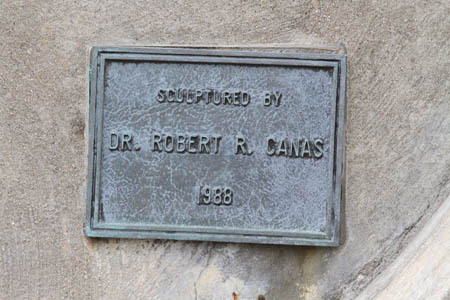 SCULPTURED BY
DR. ROBERT R. CANAS
1988